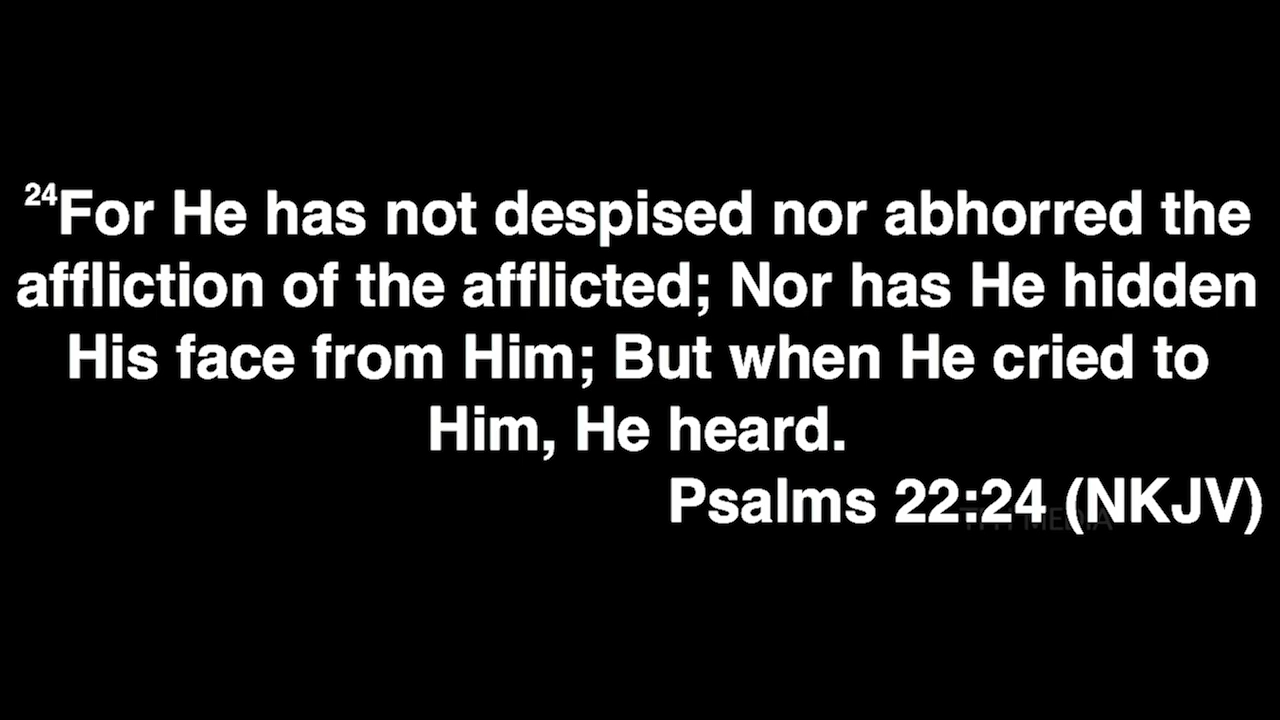 24For He has not despised nor abhorred the
affliction of the afflicted; Nor has He hidden
His face from Him; But when He cried to
Him, He heard.
Psalms 22:24 (NKJV)